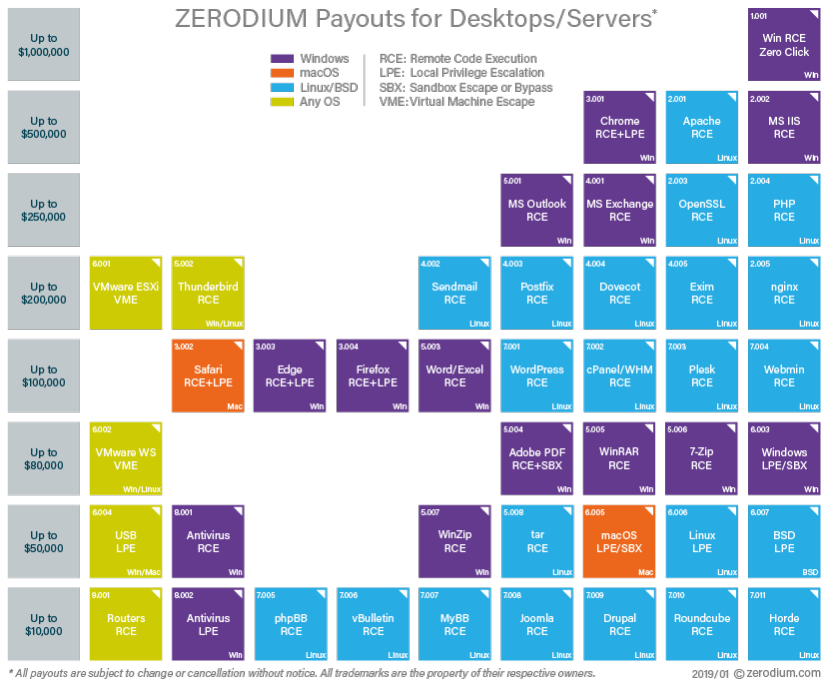 ZERODIUM Payouts for Desktops/Servers*
Windows
macOS
Linux/BSD
Any OS
RCE: Remote Code Execution
LPE: Local Privilege Escalation
SBX: Sandbox Escape or Bypass
VME: Virtual Machine Escape
Up to
$1,000,000
1.001
Win RCE
Zero Click
Win
Up to
$500,000
3.001
Chrome
RCE+LPE
Win
2.001
Apache
RCE
Linux
2.002
MS IIS
RCE
Win
Up to
$250,000
5.001
MS Outlook
RCE
Win
4.001
MS Exchange
RCE
Win
2.003
OpenSSL
RCE
Linux
2.004
PHP
RCE
Linux
Up to
$200,000
6.001
VMware ESXi
VME
5.002
Thunderbird
RCE
Win/Linux
4.002
Sendmail
RCE
Linux
4.003
Postfix
RCE
Linux
4.004
Dovecot
RCE
Linux
4.005
Exim
RCE
Linux
2.005
nginx
RCE
Linux
Up to
$100,000
3.002
Safari
RCE+LPE
Mac
3.003
Edge
RCE+LPE
Win
3.004
Firefox
RCE+LPE
Win
5.003
Word/Excel
RCE
Win
7.001
WordPress
RCE
Linux
7.002
cPanel/WHM
RCE
Linux
7.003
Plesk
RCE
Linux
7.004
Webmin
RCE
Linux
Up to
$80,000
6.002
VMware WS
VME
Win/Linux
5.004
Adobe PDF
RCE+SBX
Win
5.005
WinRAR
RCE
Win
5.006
7-Zip
RCE
Win
6.003
Windows
LPE/SBX
Win
Up to
$50,000
6.004
USB
LPE
Win/Mac
8.001
Antivirus
RCE
Win
5.007
WinZip
RCE
Win
5.008
tar
RCE
Linux
6.005
macOS
LPE/SBX
Mac
6.006
Linux
LPE
Linux
6.007
BSD
LPE
BSD
Up to
$10,000
9.001
Routers
RCE
8.002
Antivirus
LPE
Win
7.005
phpBB
RCE
Linux
7.006
vBulletin
RCE
Linux
7.007
MyBB
RCE
Linux
7.008
Joomla
RCE
Linux
7.009
Drupal
RCE
Linux
7.010
Roundcube
RCE
Linux
7.011
Horde
RCE
Linux
* All payouts are subject to change or cancellation without notice. All trademarks are the property of their respective owners.
2019/01 © zerodium.com